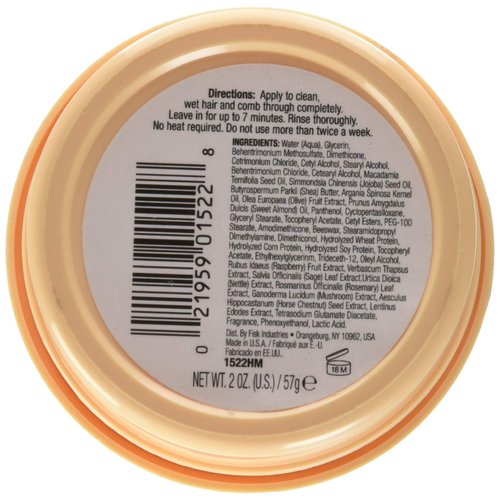 Directions: Apply to clean,
wet hair and comb through completely.
Leave in for up to 7 minutes. Rinse thoroughly.
No heat required. Do not use more than twice a week.
INGREDIENTS: Water (Aqua), Glycerin,
Behentrimonium Methosulfate, Dimethicone,
Cetrimonium Chloride, Cetyl Alcohol, Stearyl Alcohol,
Behentrimonium Chloride, Cetearyl Alcohol, Macadamia
Ternifolia Seed Oil, Simmondsia Chinensis (Jojoba) Seed Oil,
Butyrospermum Parkii (Shea) Butter, Argania Spinosa Kernel
Oil, Olea Europaea (Olive) Fruit Extract, Prunus Amygdalus
Dulcis (Sweet Almond) Oil, Panthenol, Cyclopentasiloxane,
Glyceryl Stearate, Tocopheryl Acetate, Cetyl Esters, PEG-100
Stearate, Amodimethicone, Beeswax, Stearamidopropyl
Dimethylamine, Dimethiconol, Hydrolyzed Wheat Protein,
Hydrolyzed Corn Protein, Hydrolyzed Soy Protein, Tocopheryl
Acetate, Ethylhexylglycerin, Trideceth-12, Oleyl Alcohol,
Rubus Idaeus (Raspberry) Fruit Extract, Verbascum Thapsus
Extract, Salvia Officinalis (Sage) Leaf Extract, Urtica Dioica
(Nettle) Extract, Rosmarinus Officinalis (Rosemary) Leaf
Extract, Ganoderma Lucidum (Mushroom) Extract, Aesculus
Hippocastanum (Horse Chestnut) Seed Extract, Lentinus
Edodes Extract, Tetrasodium Glutamate Diacetate,
Fragrance, Phenoxyethanol, Lactic Acid.
Dist. By Fisk Industries • Orangeburg, NY 10962, USA
Made in U.S.A. / Fabriqué aux É.-U.
Fabricado en EE.UU.
1522HM
18 M
NET WT. 2 OZ. (U.S.) / 57g ℮
0 21959 01522 8